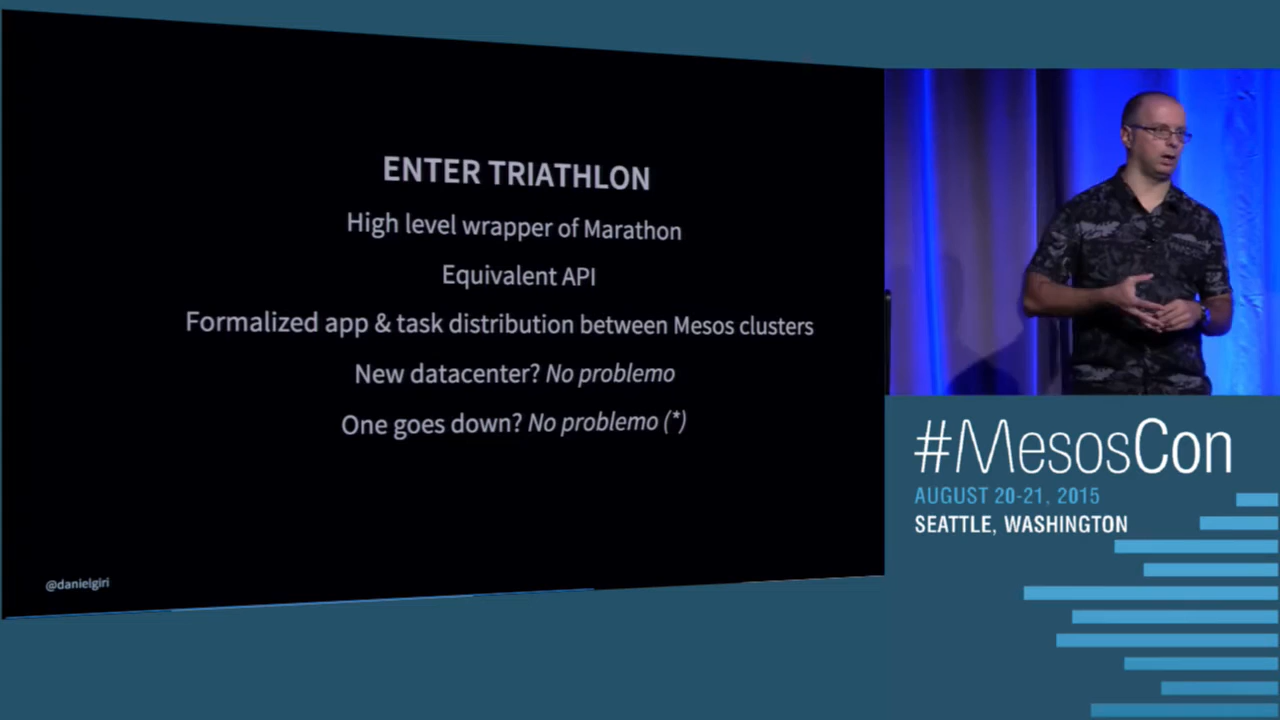 ENTER TRIATHLON
High level wrapper of Marathon
Equivalent API
Formalized app & task distribution between Mesos clusters
New datacenter? No problemo
One goes down? No problemo (*)
@danielgiri
#MesosCon
AUGUST 20-21, 2015
SEATTLE, WASHINGTON